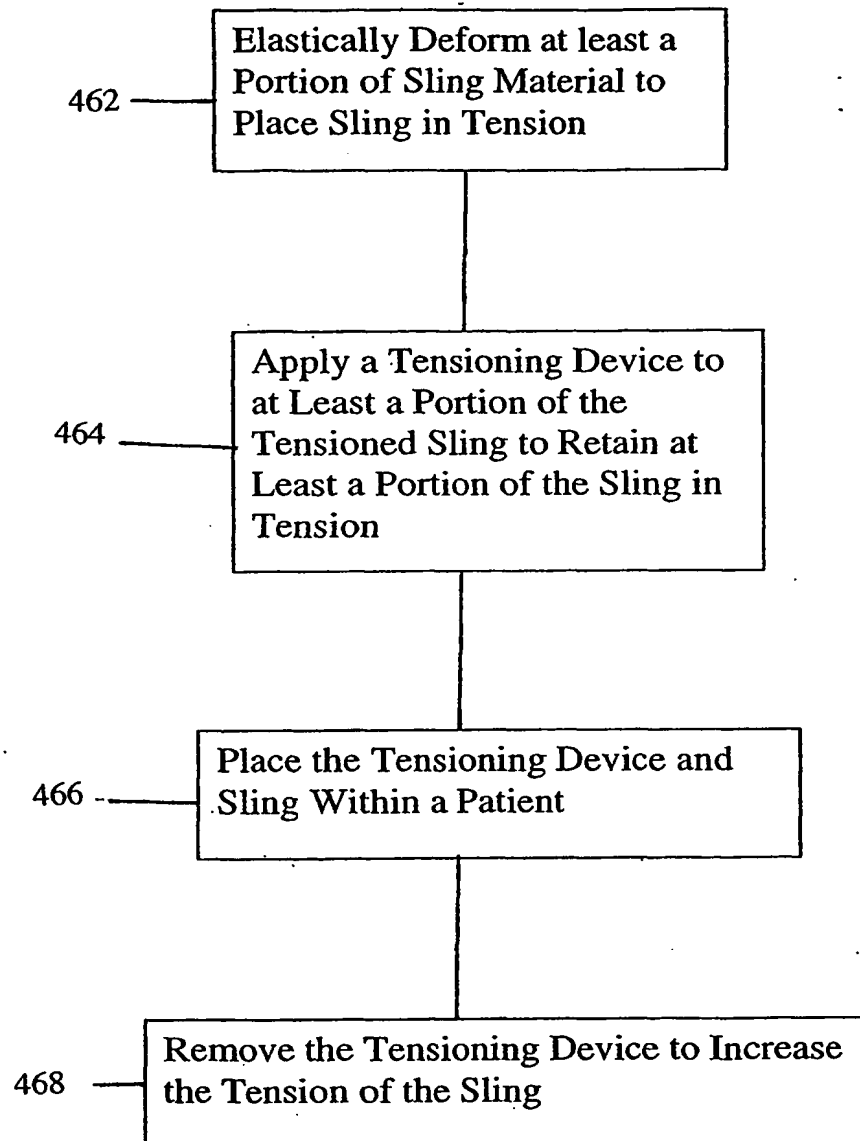 Elastically Deform at least a
Portion of Sling Material to
Place Sling in Tension
462
Apply a Tensioning Device to
at Least a Portion of the
Tensioned Sling to Retain at
Least a Portion of the Sling in
Tension
464
Place the Tensioning Device and
Sling Within a Patient
466
Remove the Tensioning Device to Increase
the Tension of the Sling
468